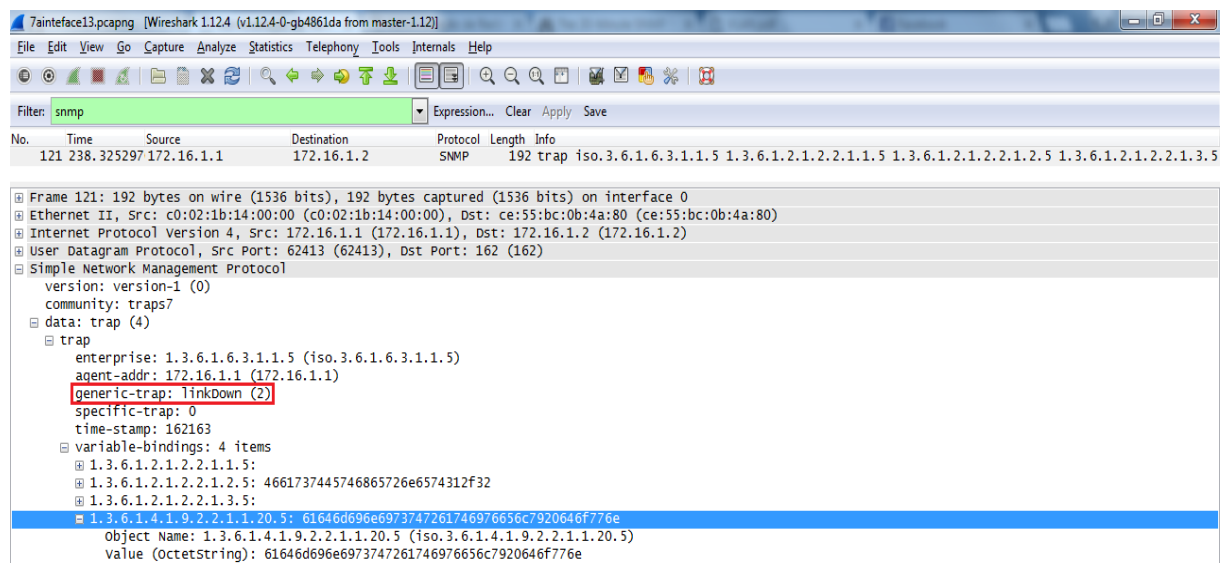 7ainteface13.pcapng [Wireshark 1.12.4 (v1.12.4-0-gb4861da from master-1.12)]
File Edit View Go Capture Analyze Statistics Telephony Tools Internals Help
Filter: snmp Expression... Clear Apply Save
No. Time Source Destination Protocol Length Info
121 238.325297 172.16.1.1 172.16.1.2 SNMP 192 trap iso.3.6.1.6.3.1.1.5 1.3.6.1.2.1.2.2.1.1.5 1.3.6.1.2.1.2.2.1.2.5 1.3.6.1.2.1.2.2.1.3.5
Frame 121: 192 bytes on wire (1536 bits), 192 bytes captured (1536 bits) on interface 0
Ethernet II, Src: c0:02:1b:14:00:00 (c0:02:1b:14:00:00), Dst: ce:55:bc:0b:4a:80 (ce:55:bc:0b:4a:80)
Internet Protocol Version 4, Src: 172.16.1.1 (172.16.1.1), Dst: 172.16.1.2 (172.16.1.2)
User Datagram Protocol, Src Port: 62413 (62413), Dst Port: 162 (162)
Simple Network Management Protocol
version: version-1 (0)
community: traps7
data: trap (4)
trap
enterprise: 1.3.6.1.6.3.1.1.5 (iso.3.6.1.6.3.1.1.5)
agent-addr: 172.16.1.1 (172.16.1.1)
generic-trap: linkDown (2)
specific-trap: 0
time-stamp: 162163
variable-bindings: 4 items
1.3.6.1.2.1.2.2.1.1.5:
1.3.6.1.2.1.2.2.1.2.5: 4661737445746865726e6574312f32
1.3.6.1.2.1.2.2.1.3.5:
1.3.6.1.4.1.9.2.2.1.1.20.5: 61646d696e69737472617469766656c7920646f776e
Object Name: 1.3.6.1.4.1.9.2.2.1.1.20.5 (iso.3.6.1.4.1.9.2.2.1.1.20.5)
Value (OctetString): 61646d696e6973747261746976656c7920646f776e